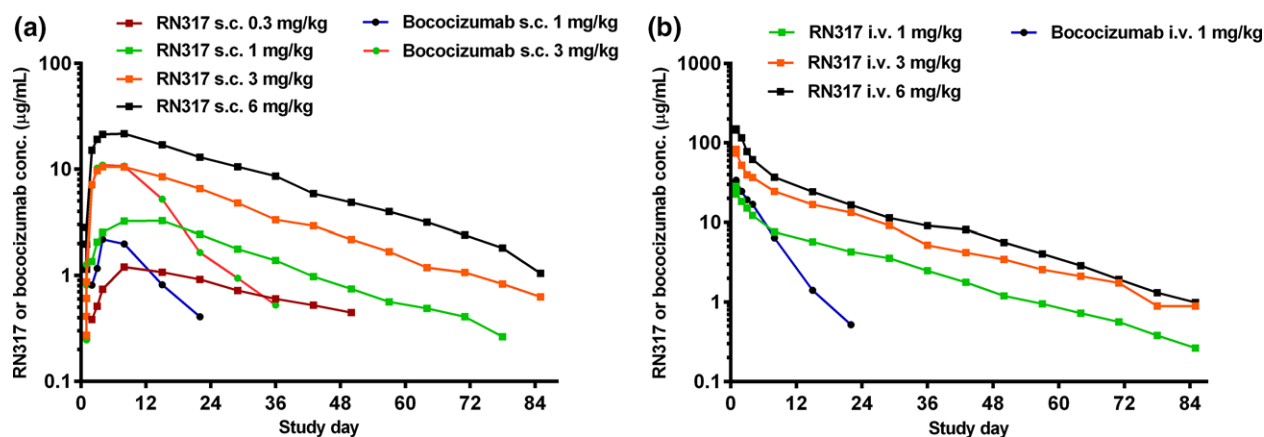 (a)
RN317 s.c. 0.3 mg/kg
RN317 s.c. 1 mg/kg
RN317 s.c. 3 mg/kg
RN317 s.c. 6 mg/kg
Bococizumab s.c. 1 mg/kg
Bococizumab s.c. 3 mg/kg
RN317 or bococizumab conc. (μg/mL)
100
10
1
0.1
0 12 24 36 48 60 72 84
Study day
(b)
RN317 i.v. 1 mg/kg
RN317 i.v. 3 mg/kg
RN317 i.v. 6 mg/kg
Bococizumab i.v. 1 mg/kg
RN317 or bococizumab conc. (μg/mL)
1000
100
10
1
0.1
0 12 24 36 48 60 72 84
Study day